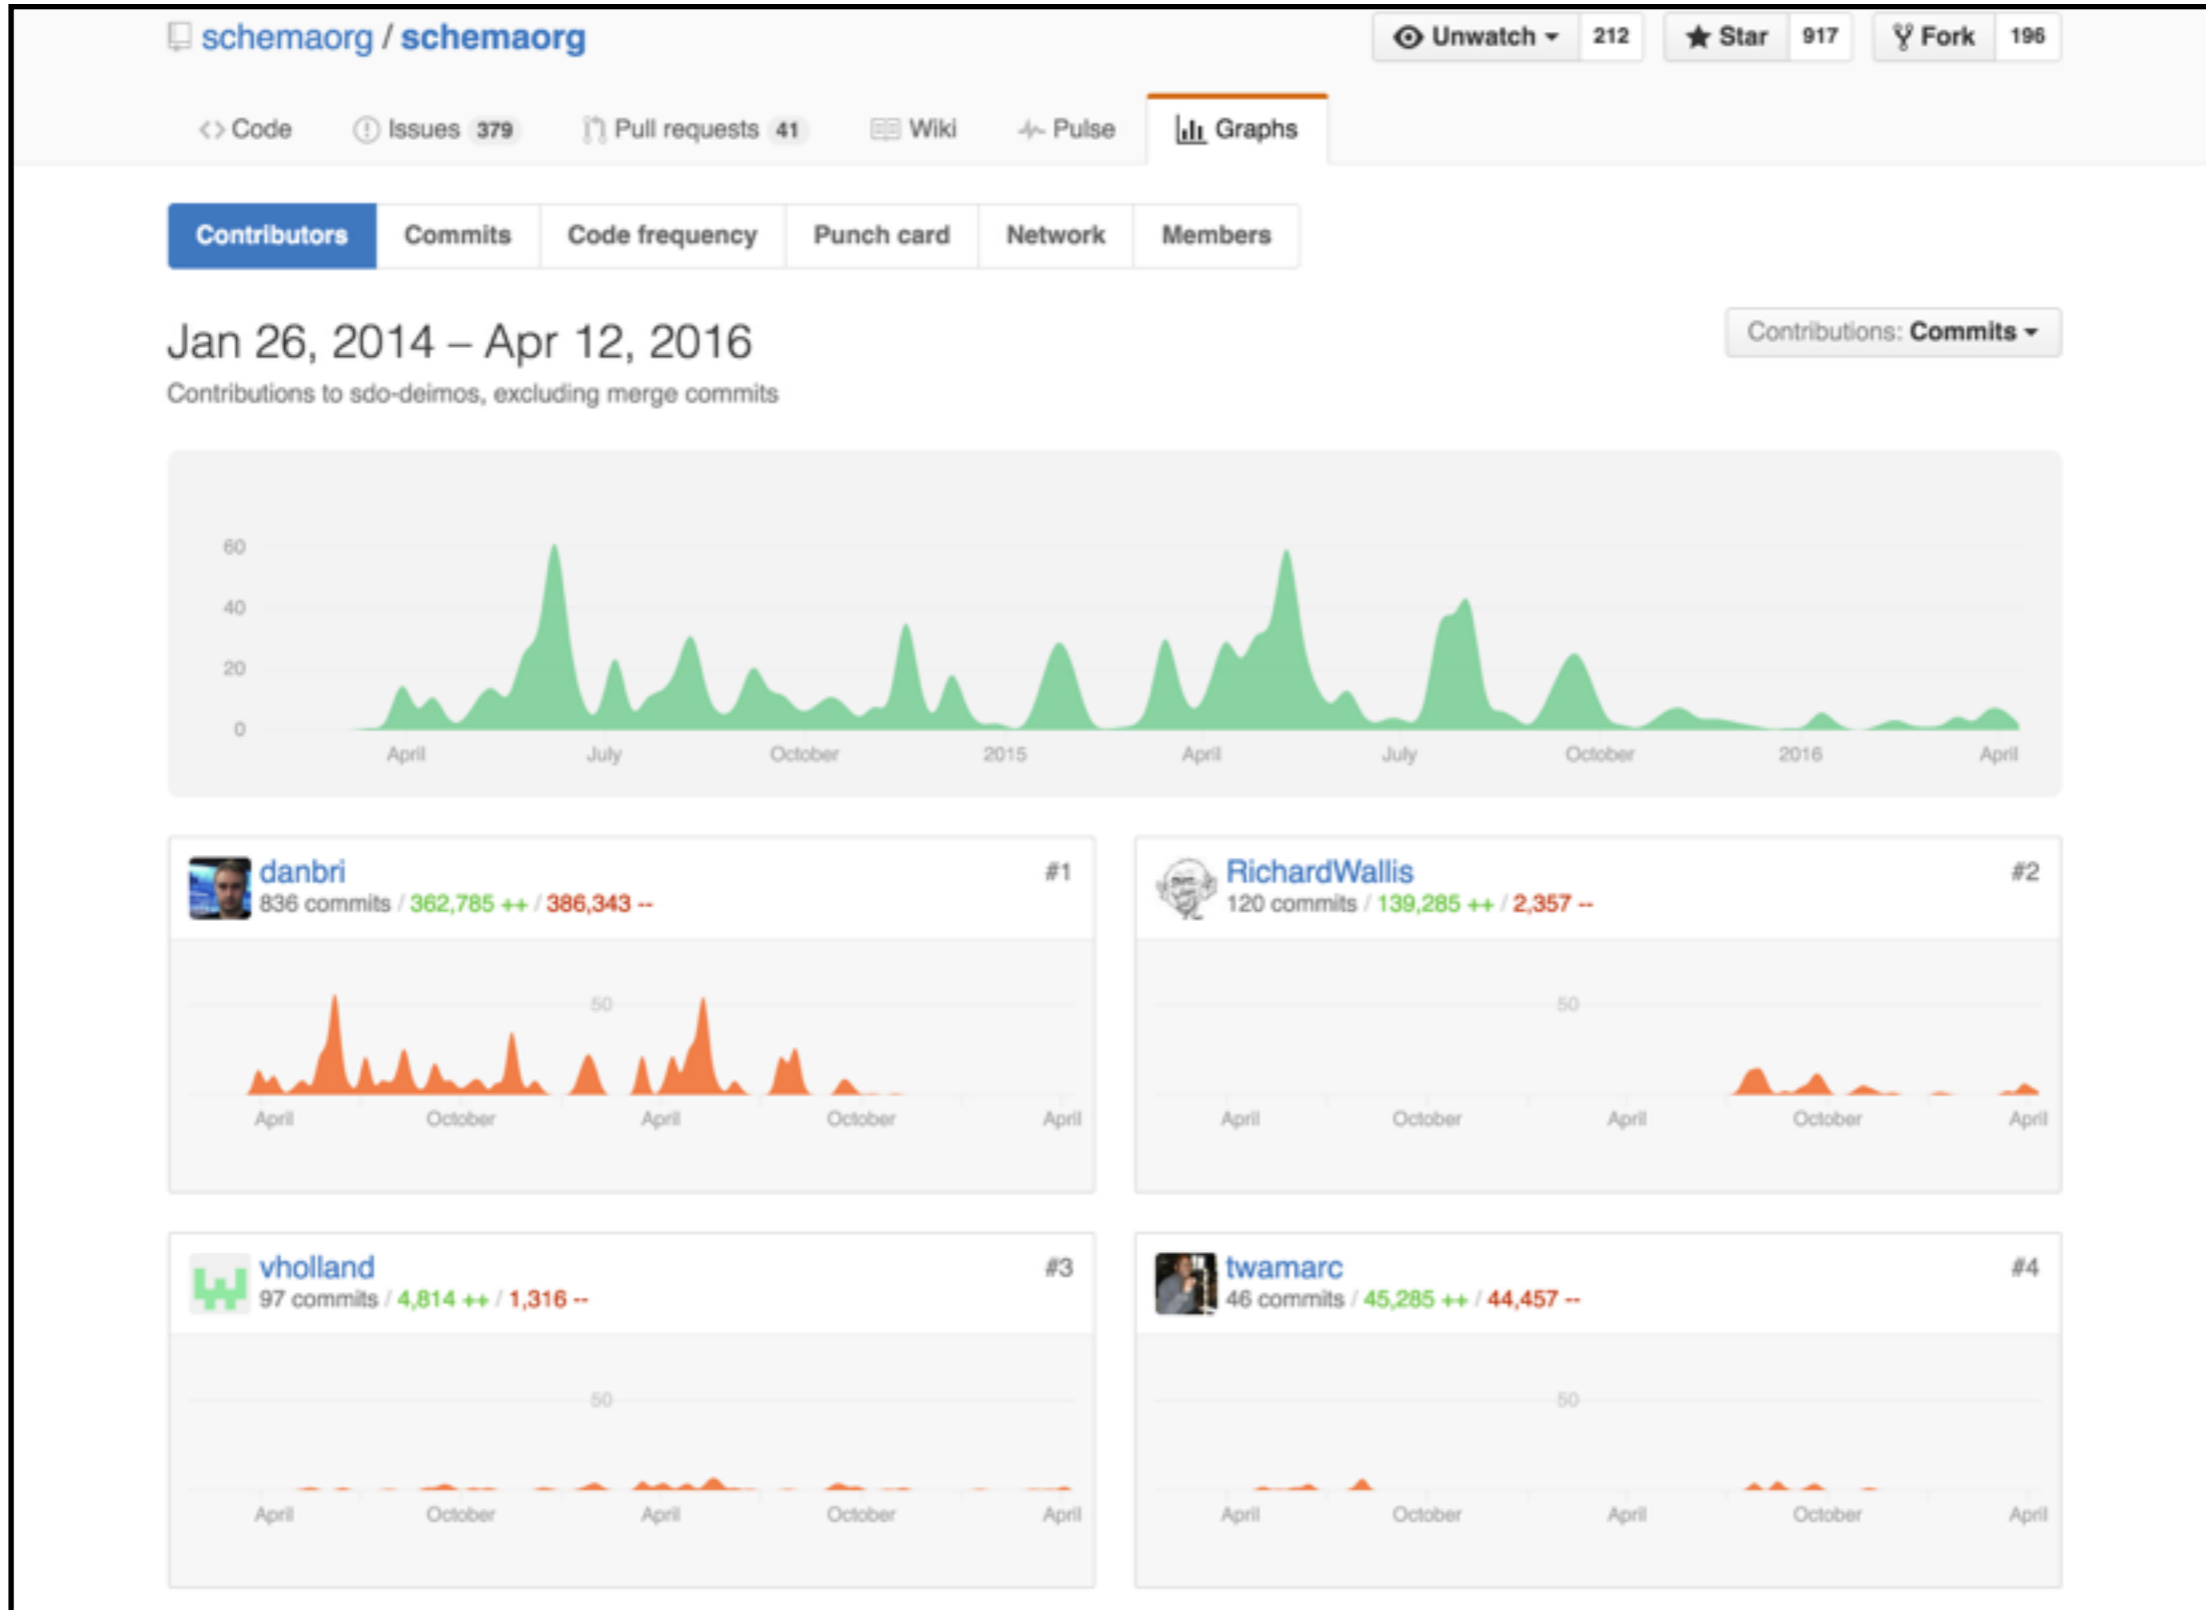 schemaorg / schemaorg
Unwatch 212 Star 917 Fork 196
Code Issues 379 Pull requests 41 Wiki Pulse Graphs
Contributors Commits Code frequency Punch card Network Members
Jan 26, 2014 – Apr 12, 2016
Contributions: Commits
Contributions to sdo-deimos, excluding merge commits
60
40
20
0
April July October 2015 April July October 2016 April
danbri #1
836 commits / 362,785 ++ / 386,343 --
50
April October April October April
RichardWallis #2
120 commits / 139,285 ++ / 2,357 --
50
April October April October April
vholland #3
97 commits / 4,814 ++ / 1,316 --
50
April October April October April
twamarc #4
46 commits / 45,285 ++ / 44,457 --
50
April October April October April